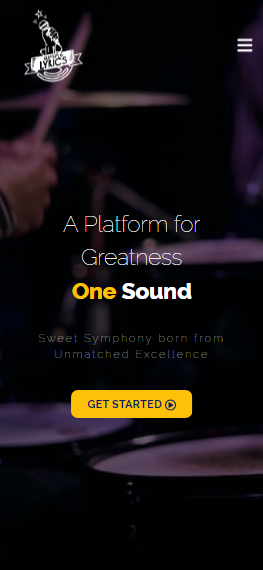 LYRICS
A Platform for
Greatness
One Sound
Sweet Symphony born from
Unmatched Excellence
GET STARTED